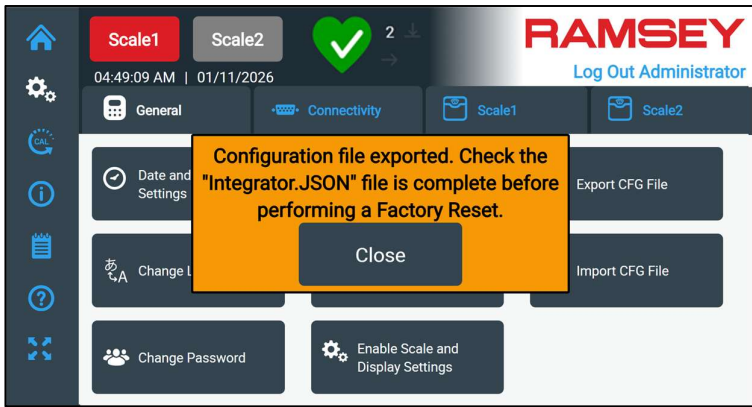 Scale1
Scale2
2
RAMSEY
04:49:09 AM | 01/11/2026
Log Out Administrator
General
Connectivity
Scale1
Scale2
CAL
Configuration file exported. Check the
"Integrator.JSON" file is complete before
performing a Factory Reset.
Close
Date and
Settings
Export CFG File
あ
A
Change L
Import CFG File
Change Password
Enable Scale and
Display Settings